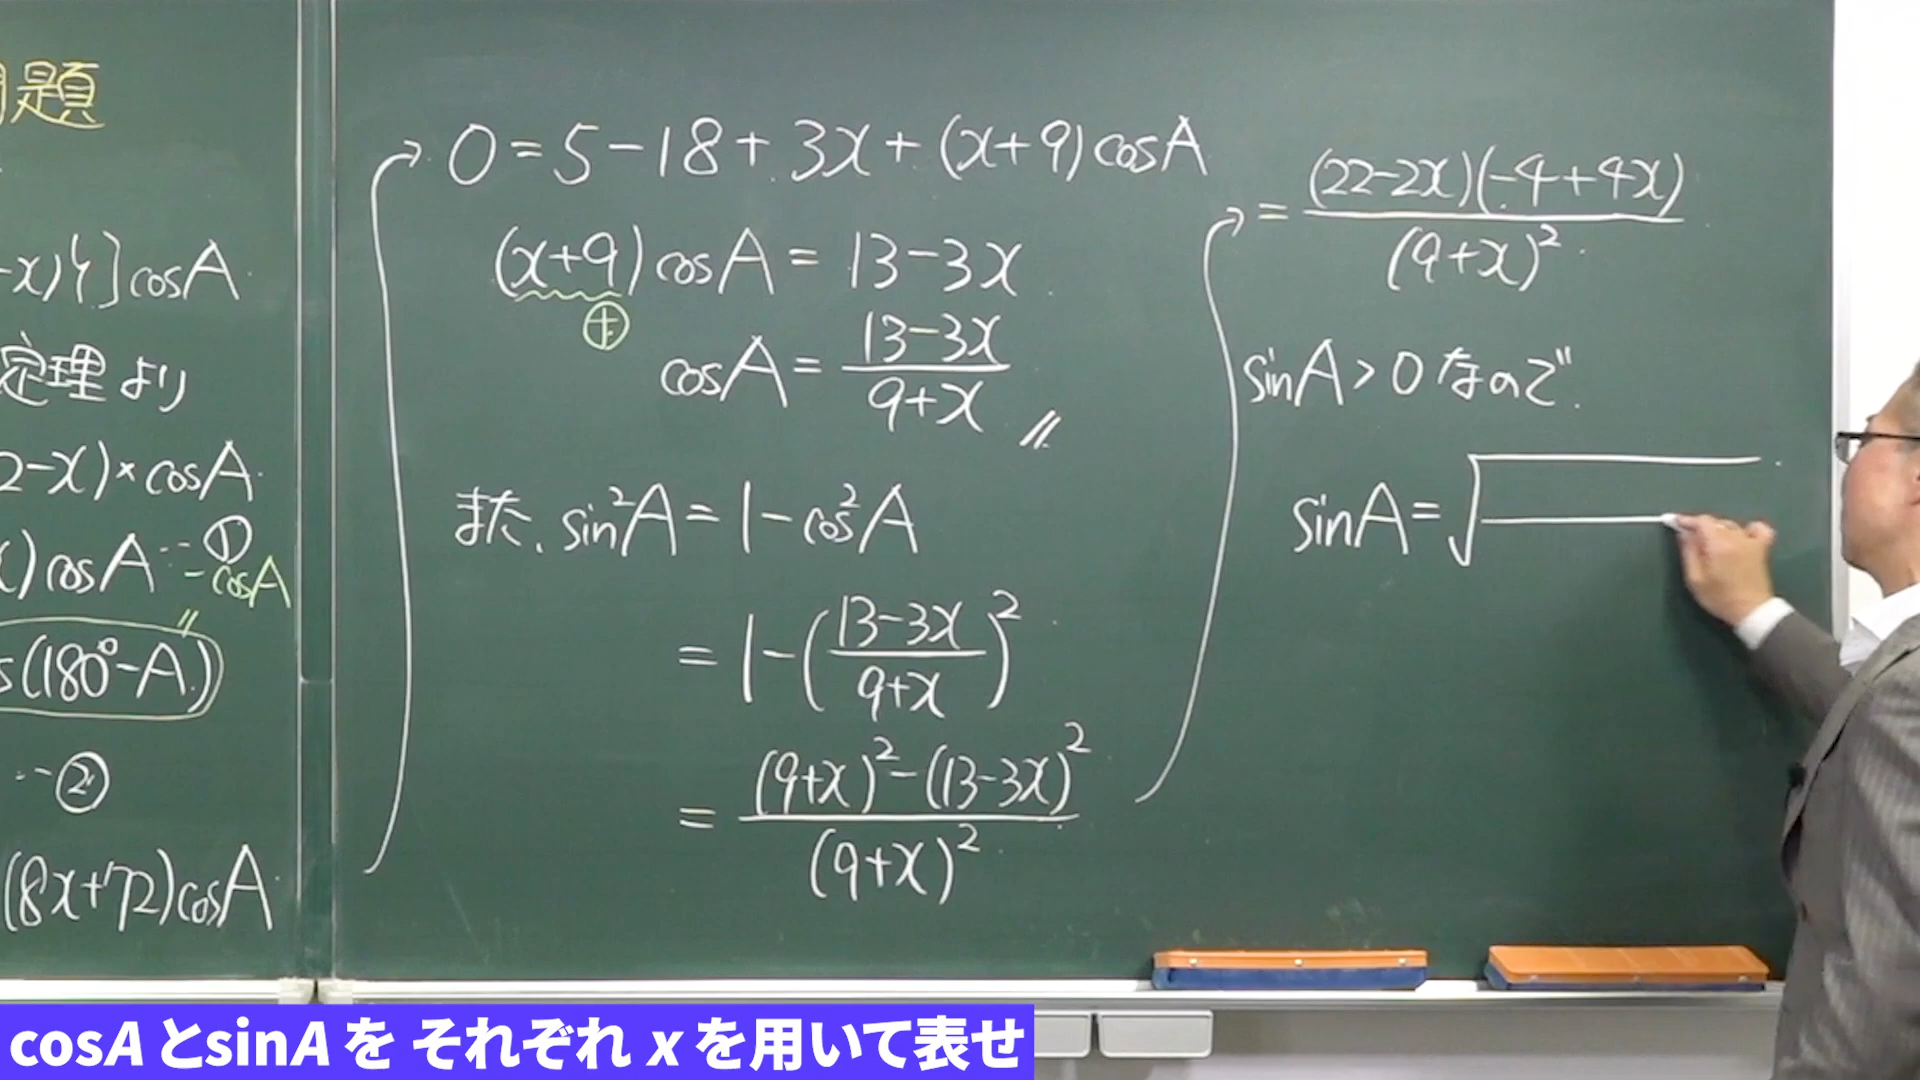 問題
-x)}]cosA
定理より
2-x)×cosA
x)cosA…①
-cosA
s(180°-A)
…②
(8x+72)cosA
0=5-18+3x+(x+9)cosA
(x+9)cosA=13-3x
+
cosA=\frac{13-3x}{9+x}
また、sin²A=1-cos²A
=1-(\frac{13-3x}{9+x})²
=\frac{(9+x)²-(13-3x)²}{(9+x)²}
=\frac{(22-2x)(-4+4x)}{(9+x)²}
sinA>0なので
sinA=√
cosAとsinAを それぞれ x を用いて表せ